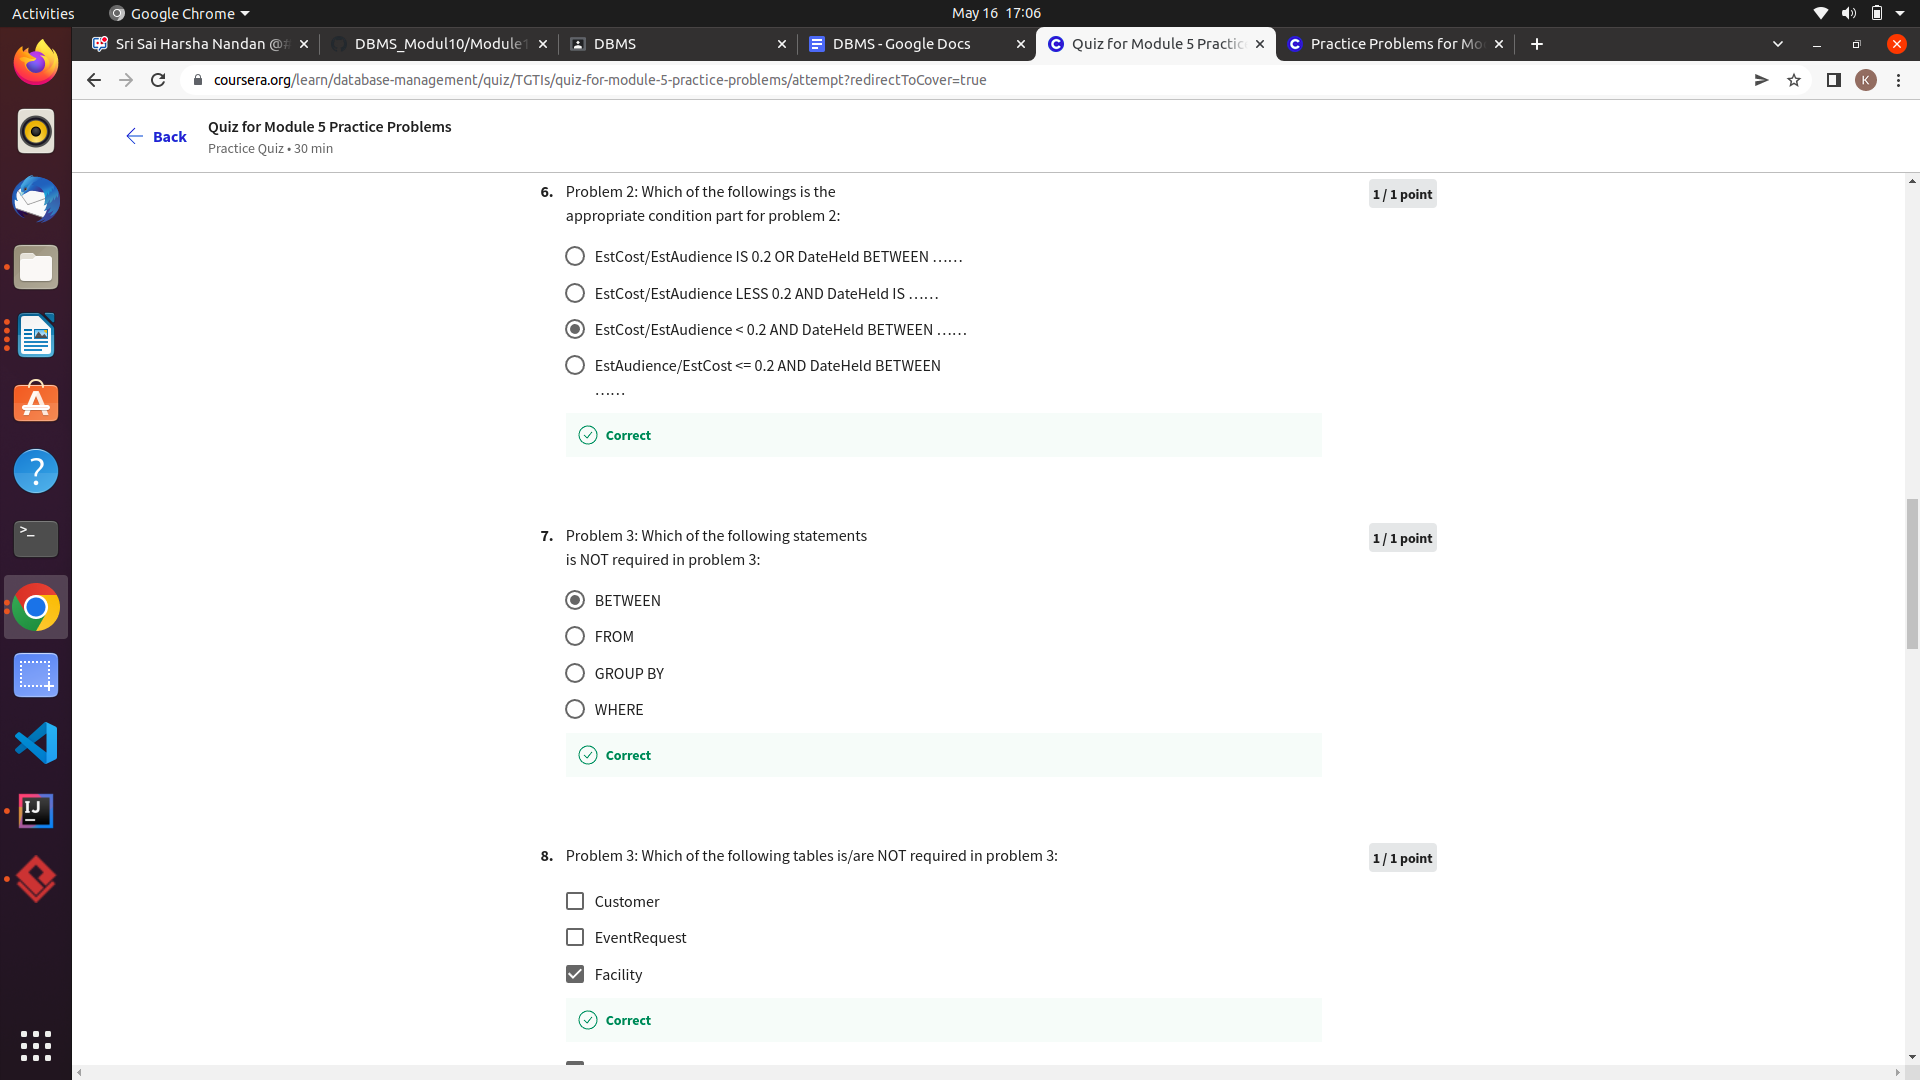 Activities
Google Chrome
May 16 17:06
Sri Sai Harsha Nandan @#
DBMS_Modul10/Module1
DBMS
DBMS - Google Docs
Quiz for Module 5 Practic
Practice Problems for Mo
coursera.org/learn/database-management/quiz/TGTIs/quiz-for-module-5-practice-problems/attempt?redirectToCover=true
K
Back
Quiz for Module 5 Practice Problems
Practice Quiz • 30 min
6. Problem 2: Which of the followings is the
appropriate condition part for problem 2:
1 / 1 point
EstCost/EstAudience IS 0.2 OR DateHeld BETWEEN ……
EstCost/EstAudience LESS 0.2 AND DateHeld IS ……
EstCost/EstAudience < 0.2 AND DateHeld BETWEEN ……
EstAudience/EstCost <= 0.2 AND DateHeld BETWEEN
……
Correct
7. Problem 3: Which of the following statements
is NOT required in problem 3:
1 / 1 point
BETWEEN
FROM
GROUP BY
WHERE
Correct
8. Problem 3: Which of the following tables is/are NOT required in problem 3:
1 / 1 point
Customer
EventRequest
Facility
Correct